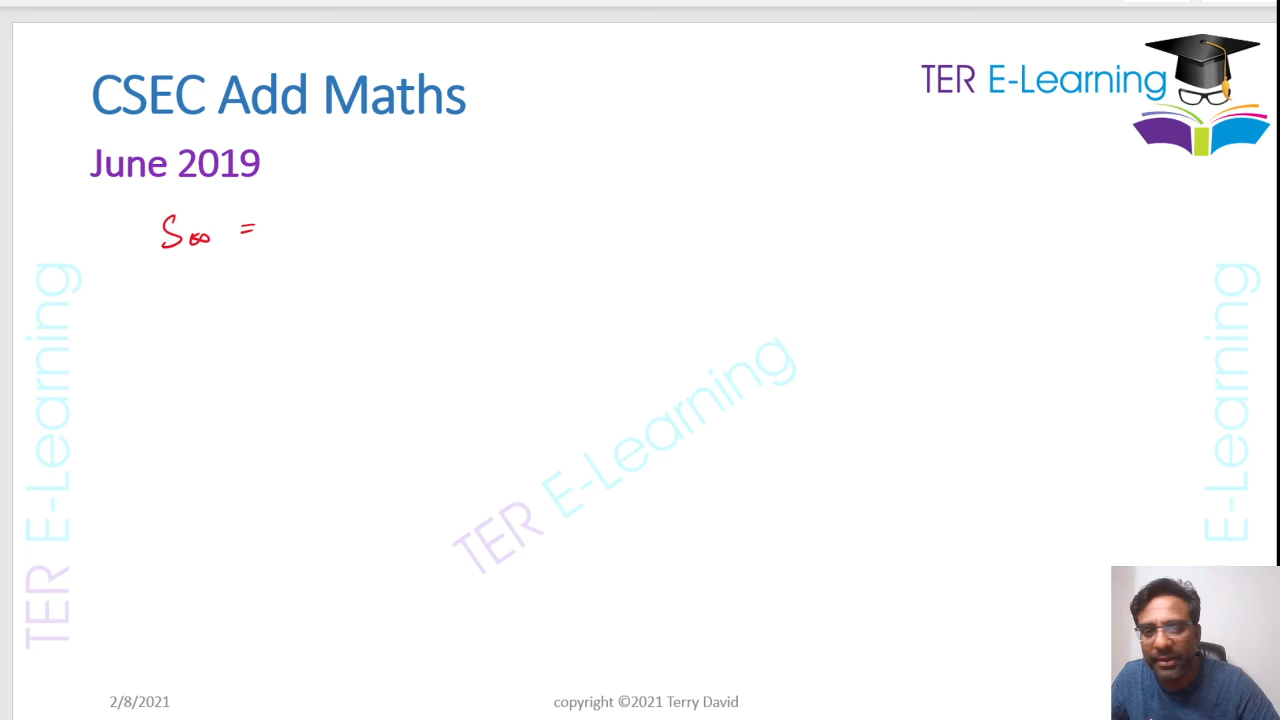 CSEC Add Maths
TER E-Learning
June 2019
S∞ =
TER E-Learning
TER E-Learning
E-Learning
2/8/2021
copyright ©2021 Terry David